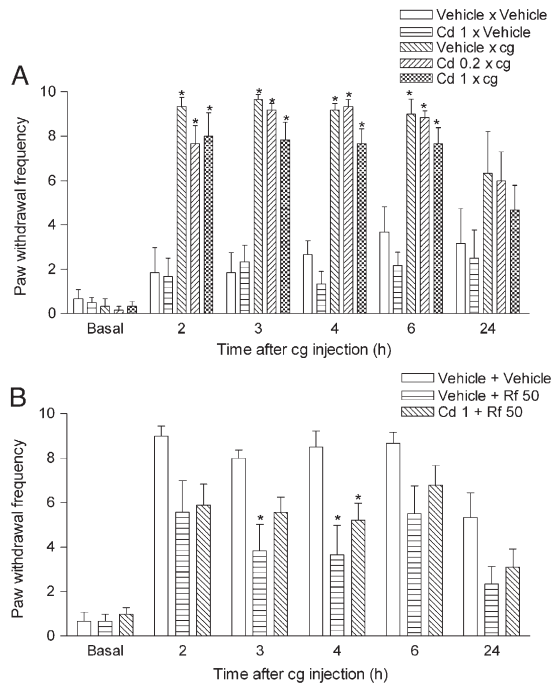 Vehicle x Vehicle
Cd 1 x Vehicle
Vehicle x cg
Cd 0.2 x cg
Cd 1 x cg
A
Paw withdrawal frequency
10
8
6
4
2
0
* * * * * * * * * * * *
Basal 2 3 4 6 24
Time after cg injection (h)
Vehicle + Vehicle
Vehicle + Rf 50
Cd 1 + Rf 50
B
Paw withdrawal frequency
10
8
6
4
2
0
* * *
Basal 2 3 4 6 24
Time after cg injection (h)